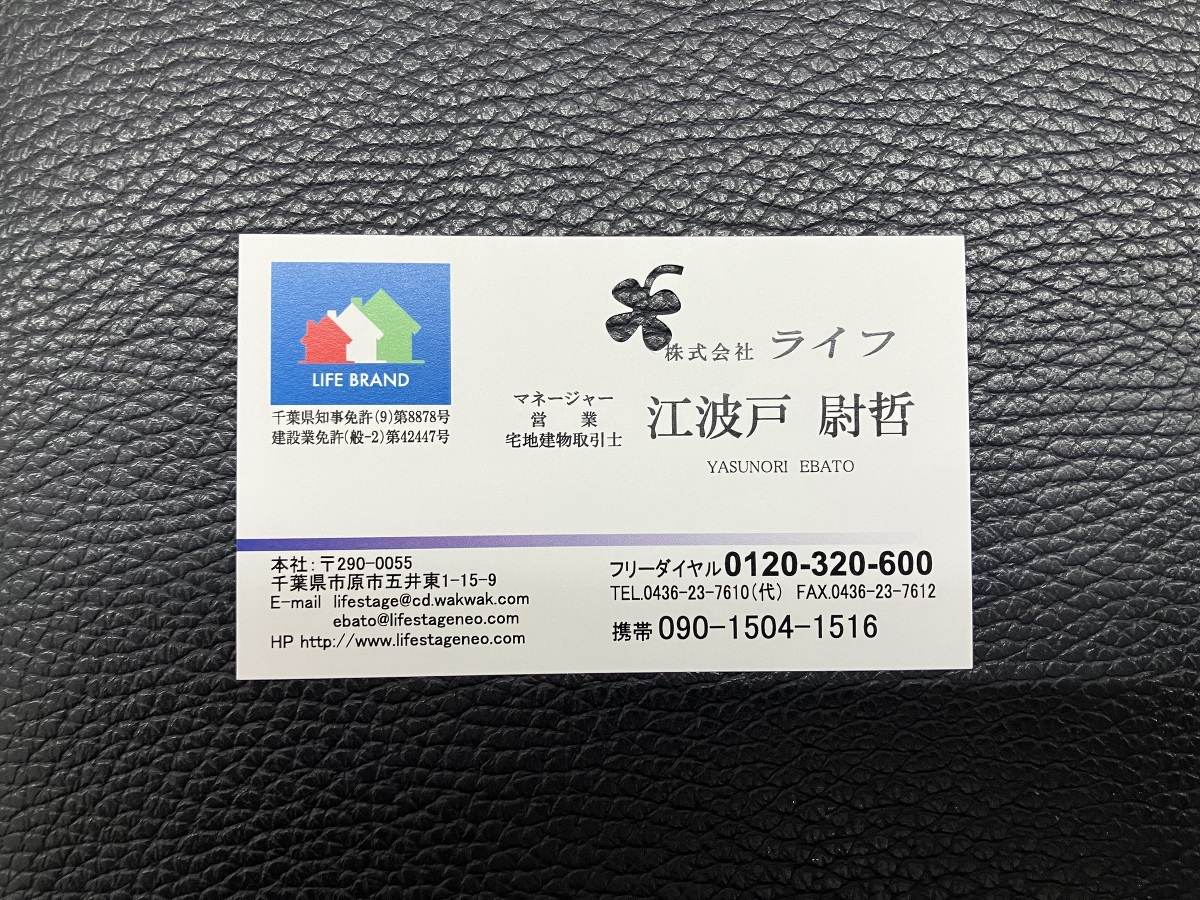 LIFE BRAND
千葉県知事免許(9)第8878号
建設業免許(般-2)第42447号
株式会社 ライフ
マネージャー
営　業
宅地建物取引士
江波戸 尉哲
YASUNORI EBATO
本社:〒290-0055
千葉県市原市五井東1-15-9
E-mail lifestage@cd.wakwak.com
ebato@lifestageneo.com
HP http://www.lifestageneo.com
フリーダイヤル 0120-320-600
TEL.0436-23-7610(代) FAX.0436-23-7612
携帯 090-1504-1516